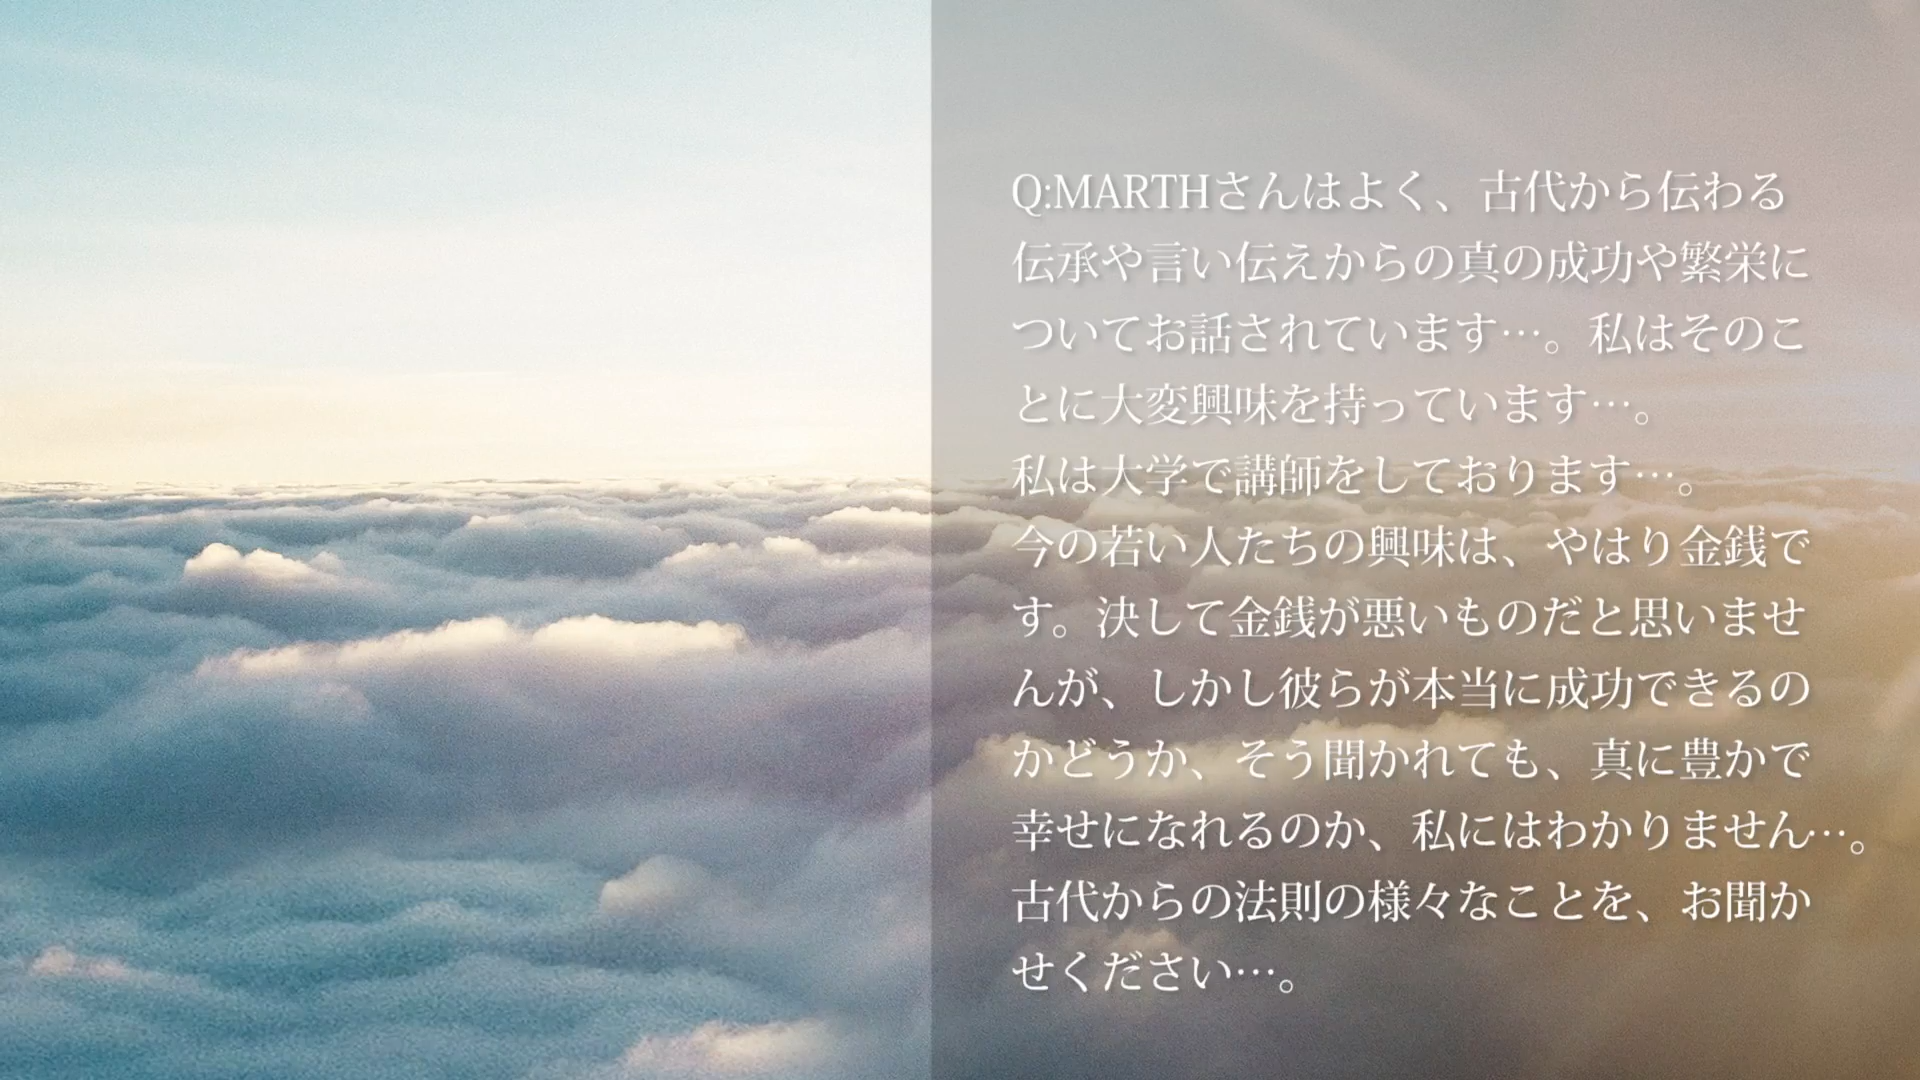 Q:MARTHさんはよく、古代から伝わる
伝承や言い伝えからの真の成功や繁栄に
ついてお話されています…。私はそのこ
とに大変興味を持っています…。
私は大学で講師をしております…。
今の若い人たちの興味は、やはり金銭で
す。決して金銭が悪いものだと思いませ
んが、しかし彼らが本当に成功できるの
かどうか、そう聞かれても、真に豊かで
幸せになれるのか、私にはわかりません…。
古代からの法則の様々なことを、お聞か
せください…。